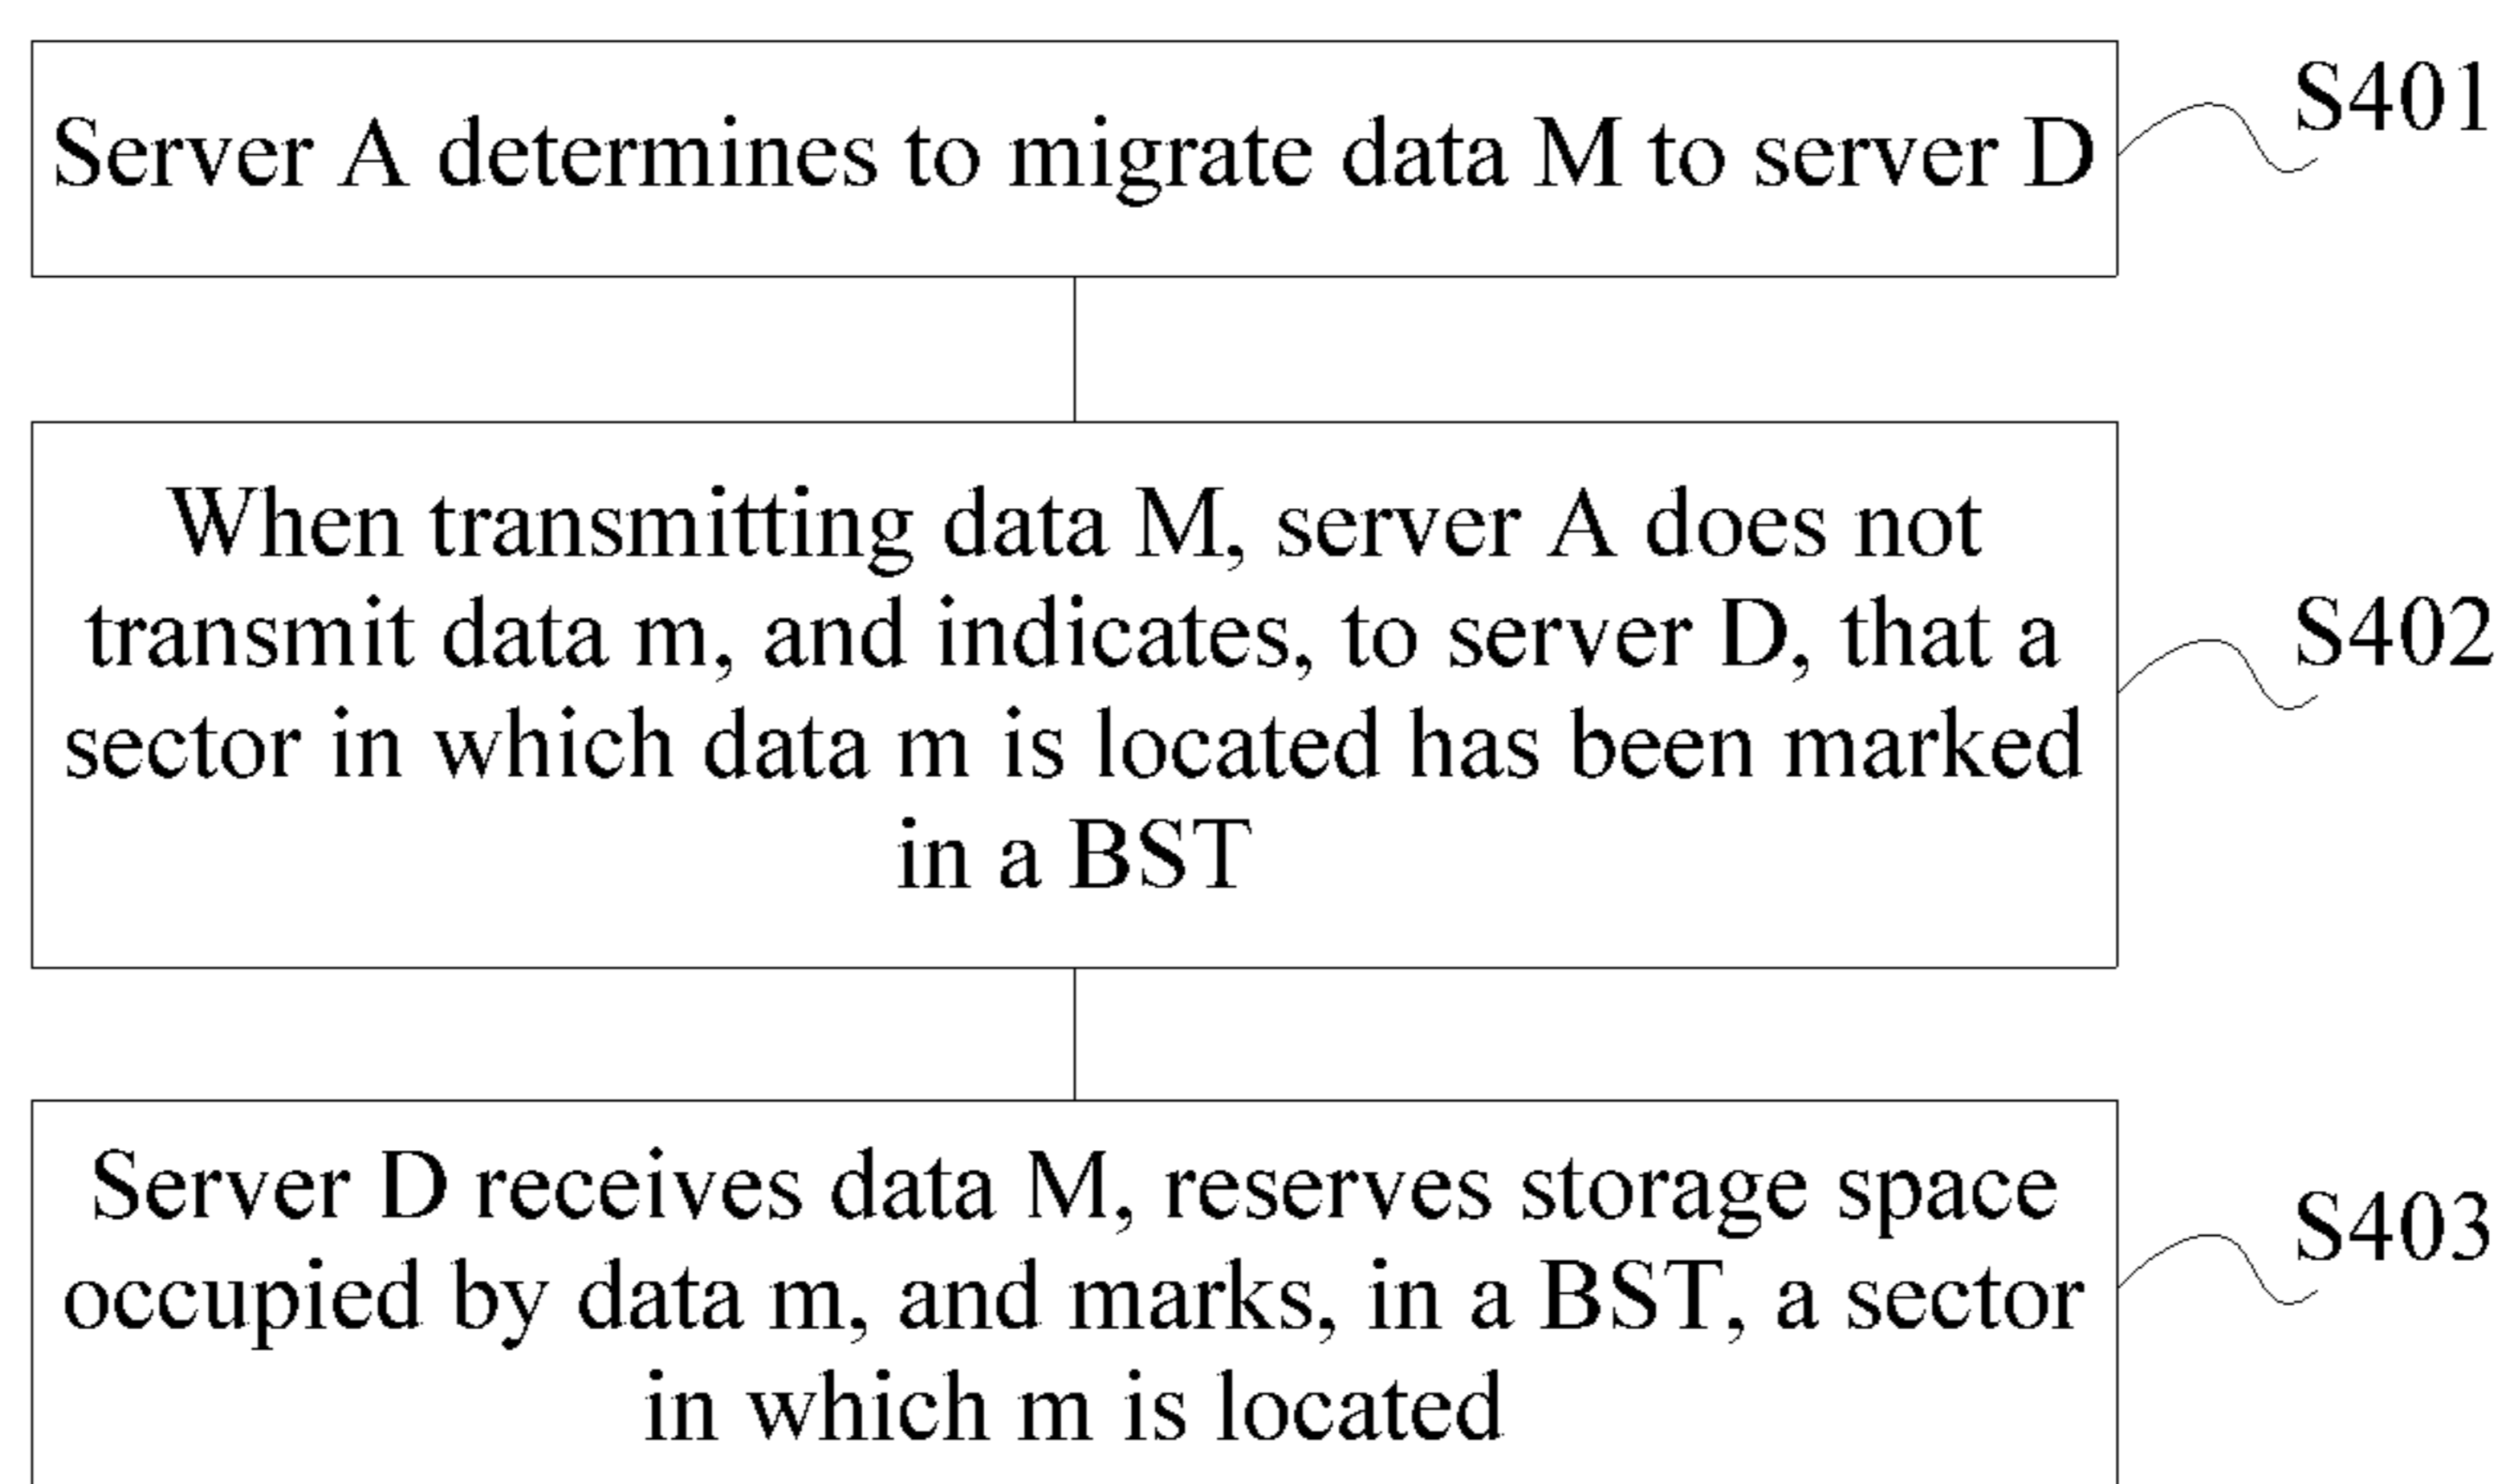 Server A determines to migrate data M to server D
S401
When transmitting data M, server A does not
transmit data m, and indicates, to server D, that a
sector in which data m is located has been marked
in a BST
S402
Server D receives data M, reserves storage space
occupied by data m, and marks, in a BST, a sector
in which m is located
S403